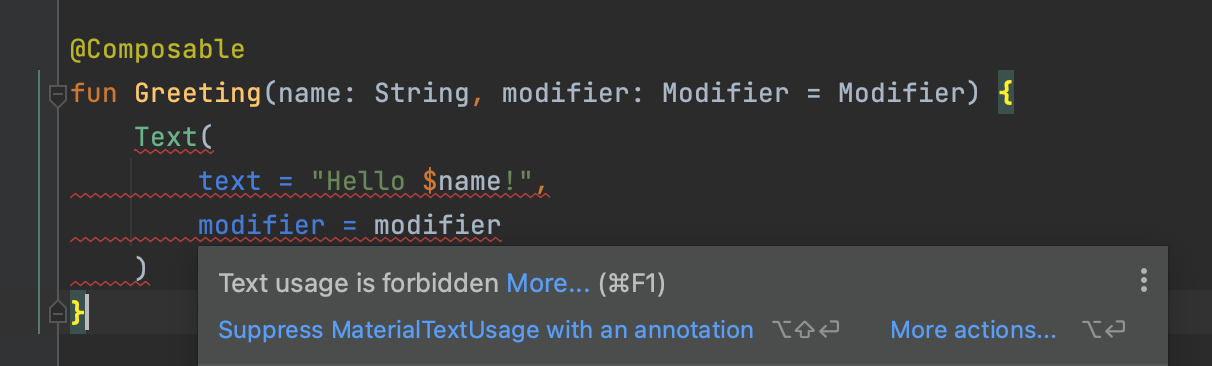 @Composable
fun Greeting(name: String, modifier: Modifier = Modifier) {
    Text(
        text = "Hello $name!",
        modifier = modifier
    )
}
Text usage is forbidden More... (⌘F1)
Suppress MaterialTextUsage with an annotation ⌥⇧⏎ More actions... ⌥⏎